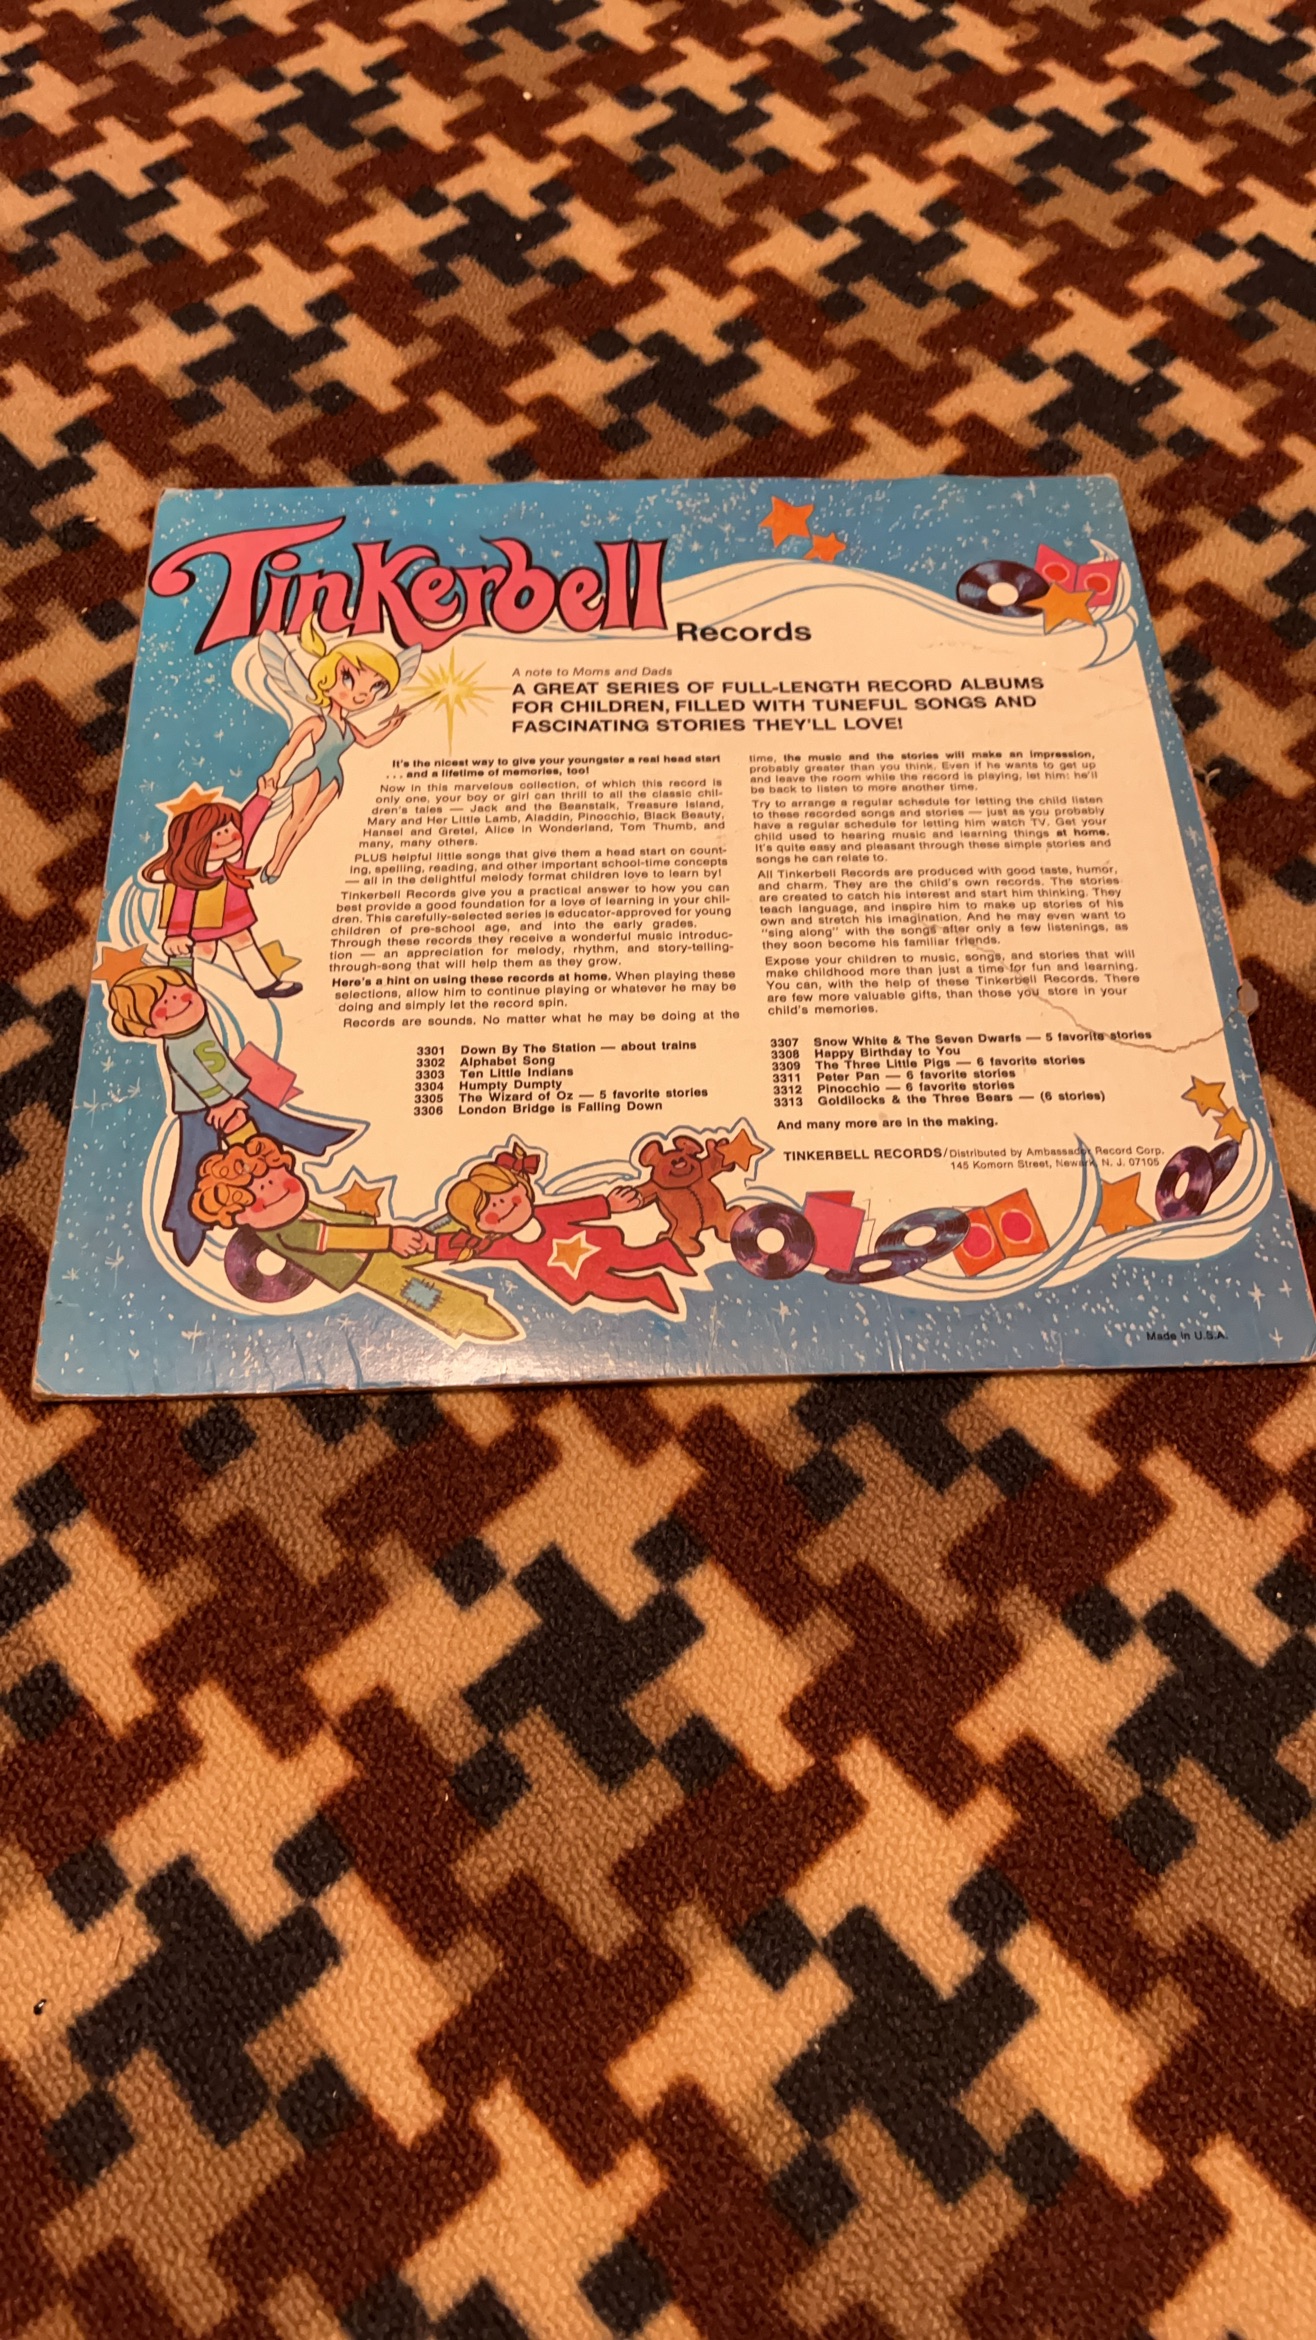 Tinkerbell
Records
A note to Moms and Dads
A GREAT SERIES OF FULL-LENGTH RECORD ALBUMS
FOR CHILDREN, FILLED WITH TUNEFUL SONGS AND
FASCINATING STORIES THEY'LL LOVE!
It's the nicest way to give your youngster a real head start
. . . and a lifetime of memories, too!
Now in this marvelous collection, of which this record is
only one, your boy or girl can thrill to all the classic chil-
dren's tales — Jack and the Beanstalk, Treasure Island,
Mary and Her Little Lamb, Aladdin, Pinocchio, Black Beauty,
Hansel and Gretel, Alice in Wonderland, Tom Thumb, and
many, many others.
PLUS helpful little songs that give them a head start on count-
ing, spelling, reading, and other important school-time concepts
— all in the delightful melody format children love to learn by!
Tinkerbell Records give you a practical answer to how you can
best provide a good foundation for a love of learning in your chil-
dren. This carefully-selected series is educator-approved for young
children of pre-school age, and into the early grades.
Through these records they receive a wonderful music introduc-
tion — an appreciation for melody, rhythm, and story-telling-
through-song that will help them as they grow.
Here's a hint on using these records at home. When playing these
selections, allow him to continue playing or whatever he may be
doing and simply let the record spin.
Records are sounds. No matter what he may be doing at the
time, the music and the stories will make an impression,
probably greater than you think. Even if he wants to get up
and leave the room while the record is playing, let him: he'll
be back to listen to more another time.
Try to arrange a regular schedule for letting the child listen
to these recorded songs and stories — just as you probably
have a regular schedule for letting him watch TV. Get your
child used to hearing music and learning things at home.
It's quite easy and pleasant through these simple stories and
songs he can relate to.
All Tinkerbell Records are produced with good taste, humor,
and charm. They are the child's own records. The stories
are created to catch his interest and start him thinking. They
teach language, and inspire him to make up stories of his
own and stretch his imagination. And he may even want to
"sing along" with the songs after only a few listenings, as
they soon become his familiar friends.
Expose your children to music, songs, and stories that will
make childhood more than just a time for fun and learning.
You can, with the help of these Tinkerbell Records. There
are few more valuable gifts, than those you store in your
child's memories.
3301 Down By The Station — about trains
3302 Alphabet Song
3303 Ten Little Indians
3304 Humpty Dumpty
3305 The Wizard of Oz — 5 favorite stories
3306 London Bridge is Falling Down
3307 Snow White & The Seven Dwarfs — 5 favorite stories
3308 Happy Birthday to You
3309 The Three Little Pigs — 6 favorite stories
3311 Peter Pan — 6 favorite stories
3312 Pinocchio — 6 favorite stories
3313 Goldilocks & the Three Bears — (6 stories)
And many more are in the making.
TINKERBELL RECORDS/Distributed by Ambassador Record Corp.
145 Komorn Street, Newark, N. J. 07105
S
Made in U.S.A.